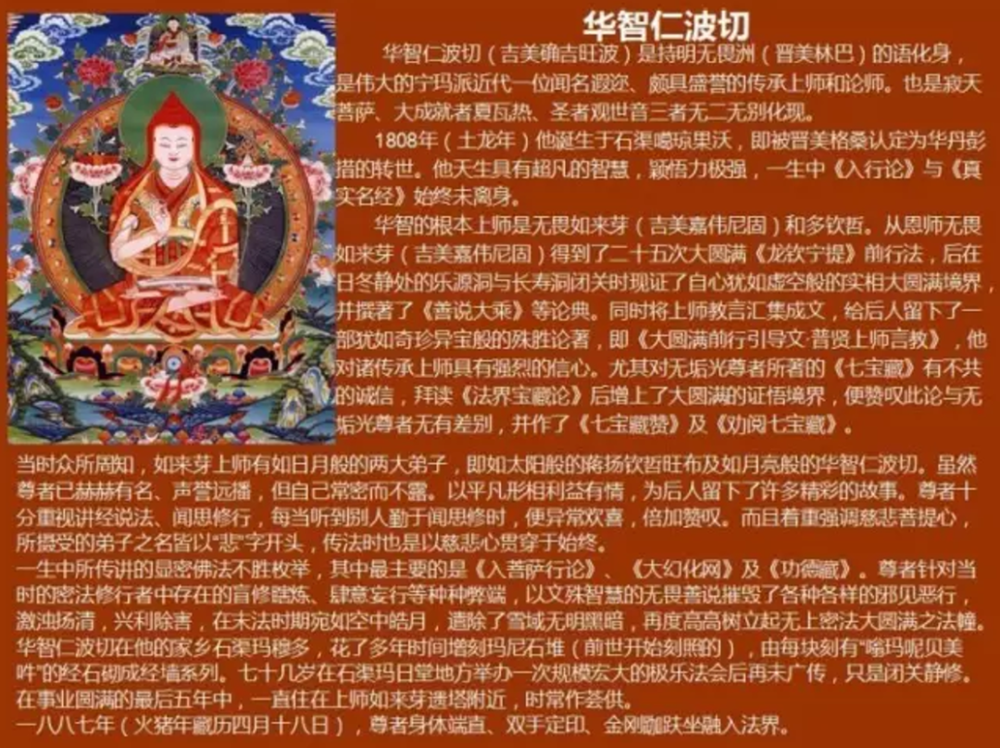 华智仁波切
华智仁波切（吉美确吉旺波）是持明无畏洲（晋美林巴）的语化身，
是伟大的宁玛派近代一位闻名遐迩、颇具盛誉的传承上师和论师。也是寂天
菩萨、大成就者夏瓦热、圣者观世音三者无二无别化现。
1808年（土龙年）他诞生于石渠噶琼果沃，即被晋美格桑认定为华丹彭
措的转世。他天生具有超凡的智慧，颖悟力极强，一生中《入行论》与《真
实名经》始终未离身。
华智的根本上师是无畏如来芽（吉美嘉伟尼固）和多钦哲。从恩师无畏
如来芽（吉美嘉伟尼固）得到了二十五次大圆满《龙钦宁提》前行法，后在
日冬静处的乐源洞与长寿洞闭关时现证了自心犹如虚空般的实相大圆满境界，
并撰著了《善说大乘》等论典。同时将上师教言汇集成文，给后人留下了一
部犹如奇珍异宝般的殊胜论著，即《大圆满前行引导文·普贤上师言教》，他
对诸传承上师具有强烈的信心。尤其对无垢光尊者所著的《七宝藏》有不共
的诚信，拜读《法界宝藏论》后增上了大圆满的证悟境界，便赞叹此论与无
垢光尊者无有差别，并作了《七宝藏赞》及《劝阅七宝藏》。
当时众所周知，如来芽上师有如日月般的两大弟子，即如太阳般的蒋扬钦哲旺布及如月亮般的华智仁波切。虽然
尊者已赫赫有名、声誉远播，但自己常密而不露。以平凡形相利益有情，为后人留下了许多精彩的故事。尊者十
分重视讲经说法、闻思修行，每当听到别人勤于闻思修时，便异常欢喜，倍加赞叹。而且着重强调慈悲菩提心，
所摄受的弟子之名皆以“悲”字开头，传法时也是以慈悲心贯穿于始终。
一生中所传讲的显密佛法不胜枚举，其中最主要的是《入菩萨行论》、《大幻化网》及《功德藏》。尊者针对当
时的密法修行者中存在的盲修瞎炼、肆意妄行等种种弊端，以文殊智慧的无畏善说摧毁了各种各样的邪见恶行，
激浊扬清，兴利除害，在末法时期宛如空中皓月，遣除了雪域无明黑暗，再度高高树立起无上密法大圆满之法幢。
华智仁波切在他的家乡石渠玛穆多，花了多年时间增刻玛尼石堆（前世开始刻照的），由每块刻有“嗡玛呢贝美
吽”的经石砌成经墙系列。七十几岁在石渠玛日堂地方举办一次规模宏大的极乐法会后再未广传，只是闭关静修。
在事业圆满的最后五年中，一直住在上师如来芽遗塔附近，时常作荟供。
一八八七年（火猪年藏历四月十八日），尊者身体端直、双手定印、金刚跏趺坐融入法界。